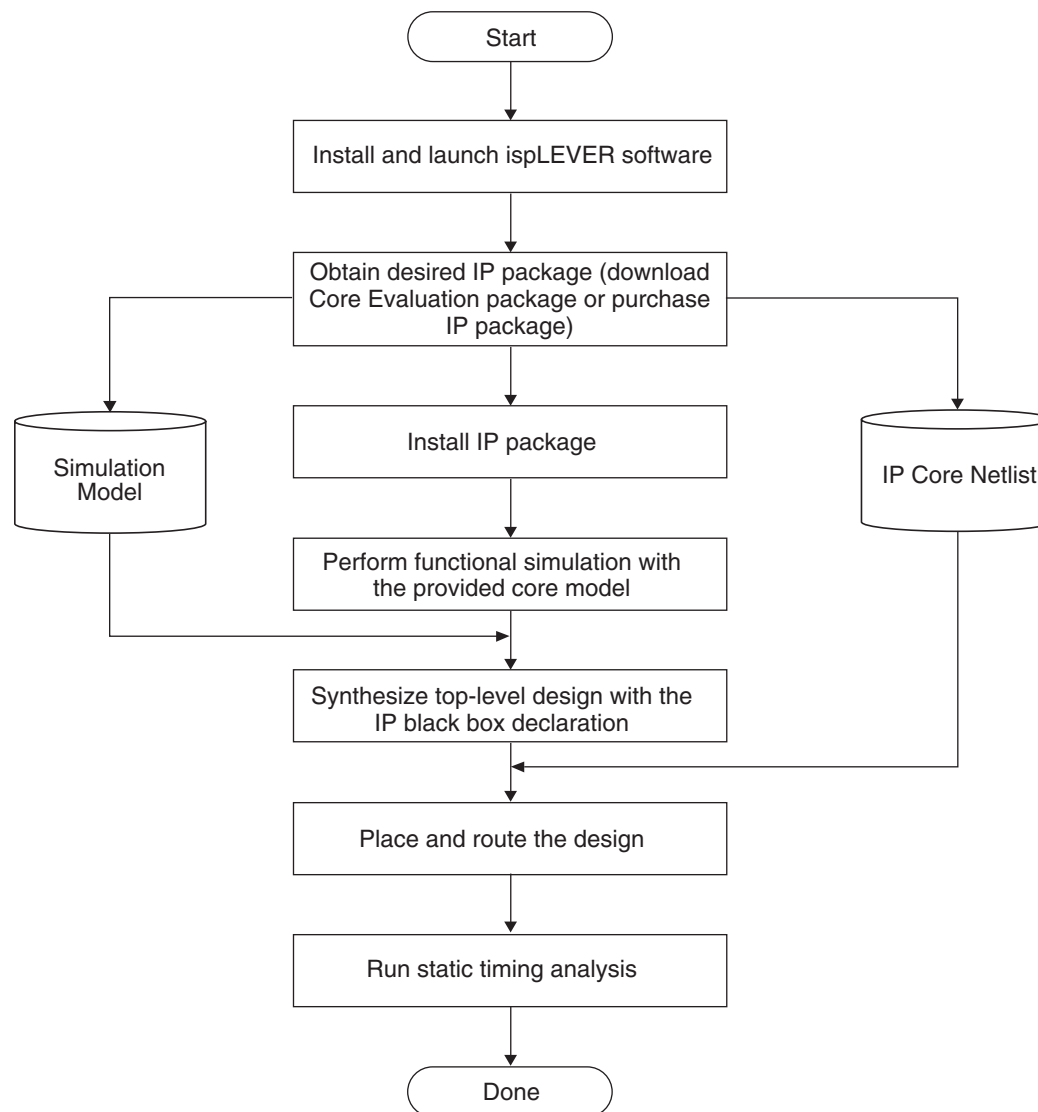 Start
Install and launch ispLEVER software
Obtain desired IP package (download
Core Evaluation package or purchase
IP package)
Install IP package
Simulation
Model
IP Core Netlist
Perform functional simulation with
the provided core model
Synthesize top-level design with the
IP black box declaration
Place and route the design
Run static timing analysis
Done